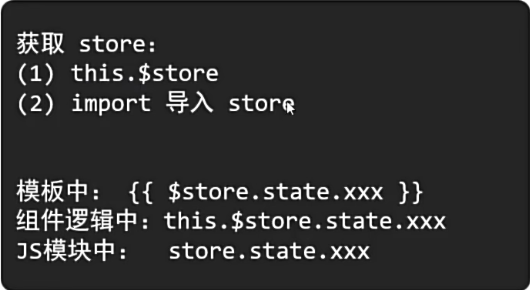 获取 store：
(1) this.$store
(2) import 导入 store
模板中： {{ $store.state.xxx }}
组件逻辑中：this.$store.state.xxx
JS模块中：  store.state.xxx